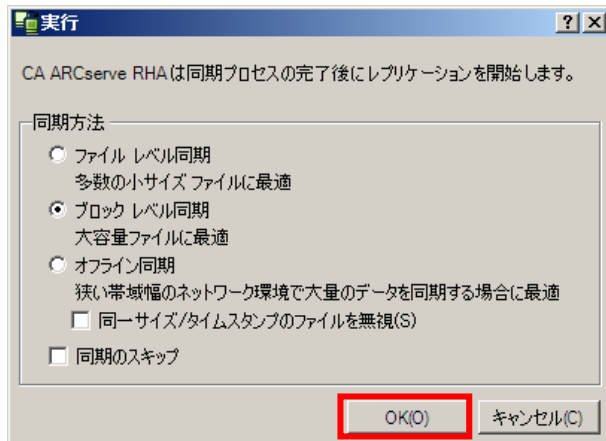 実行
CA ARCserve RHAは同期プロセスの完了後にレプリケーションを開始します。
同期方法
ファイル レベル同期
多数の小サイズ ファイルに最適
ブロック レベル同期
大容量ファイルに最適
オフライン同期
狭い帯域幅のネットワーク環境で大量のデータを同期する場合に最適
同一サイズ/タイムスタンプのファイルを無視(S)
同期のスキップ
OK(O) キャンセル(C)